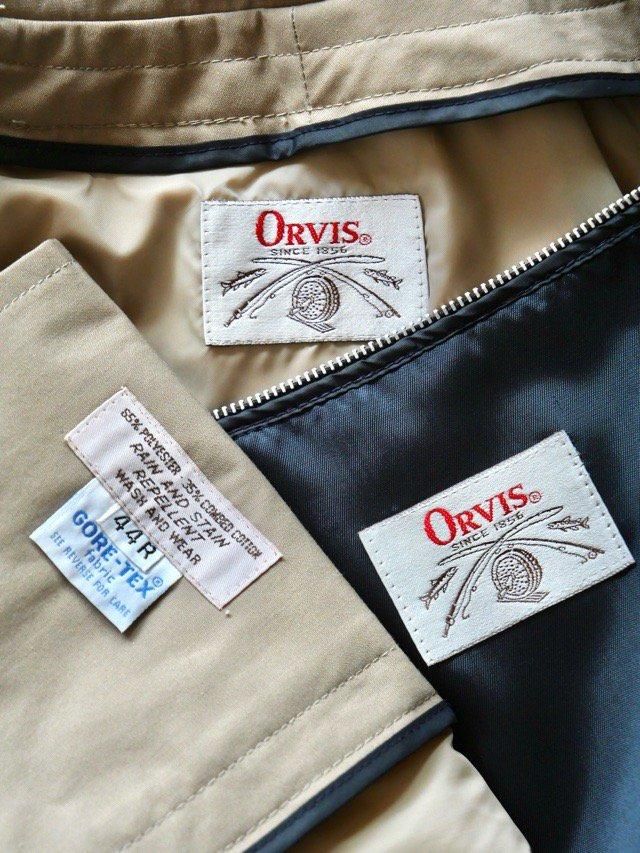 ORVIS®
SINCE 1856
65% POLYESTER 35% COMBED COTTON
RAIN AND STAIN
REPELLENT
WASH AND WEAR
44R
GORE-TEX®
fabric
SEE REVERSE FOR CARE
ORVIS®
SINCE 1856